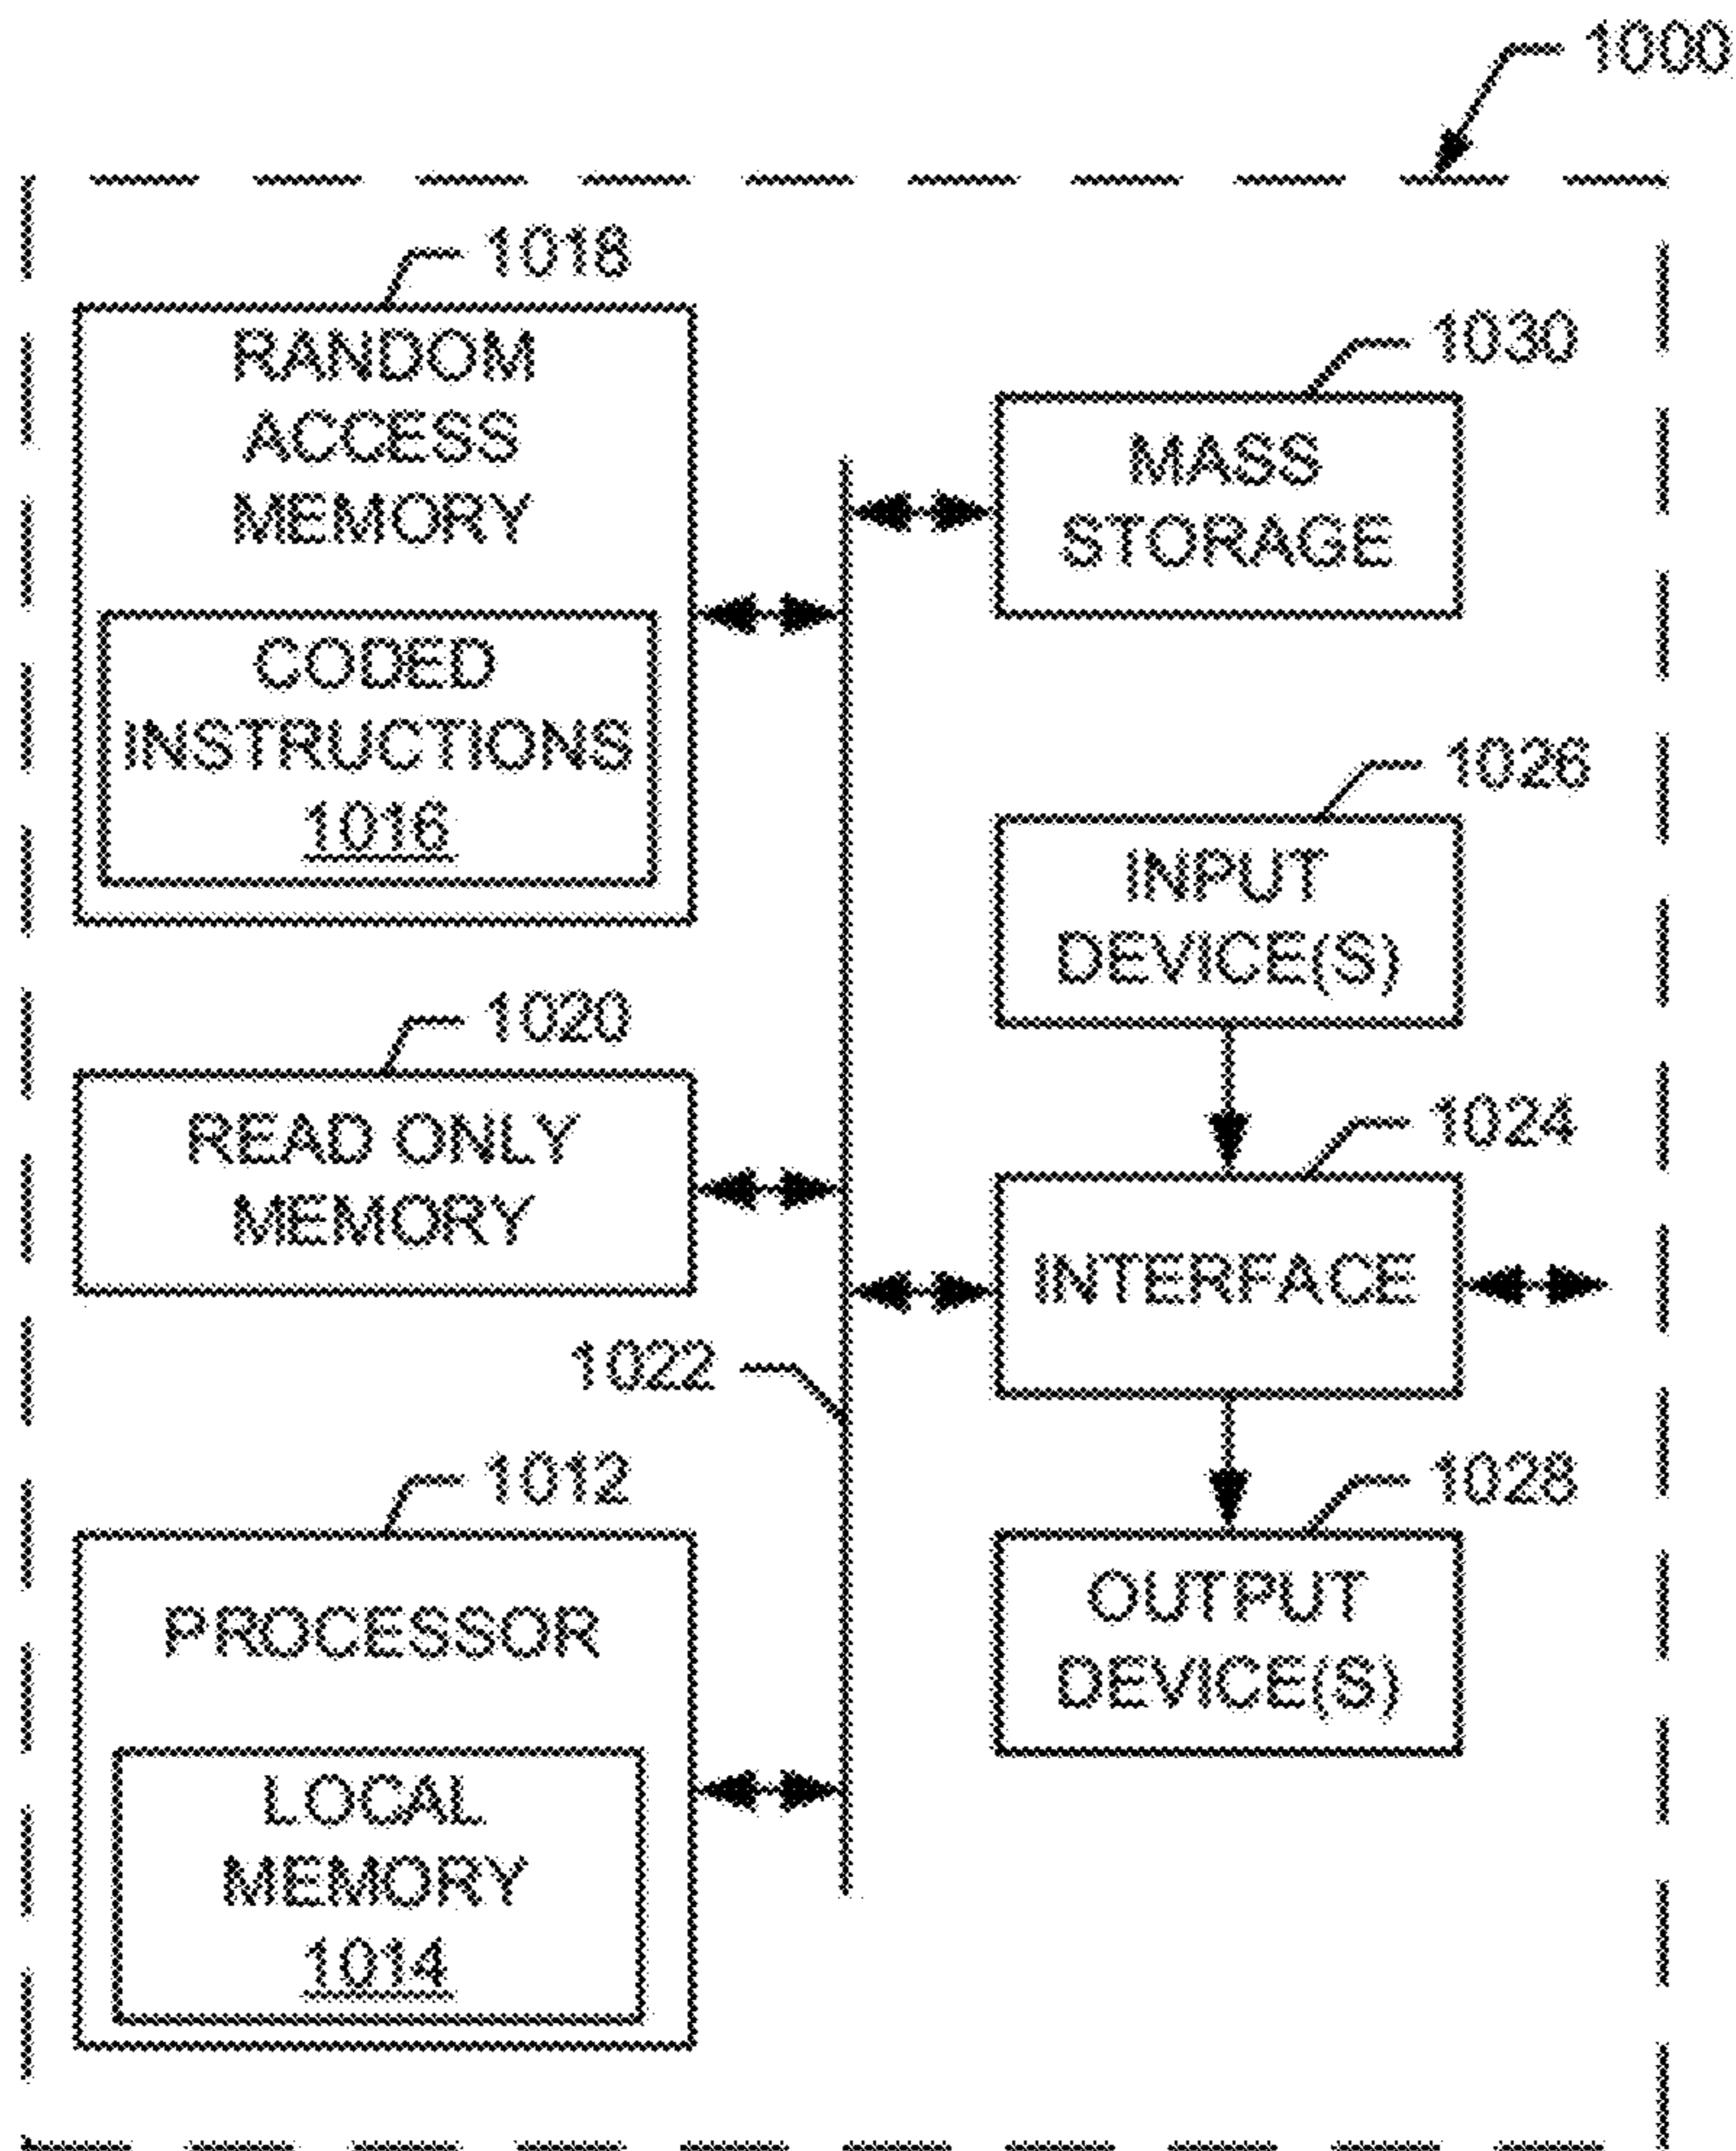 1000
1018
RANDOM
ACCESS
MEMORY
CODED
INSTRUCTIONS
1016
1030
MASS
STORAGE
1026
INPUT
DEVICE(S)
1020
READ ONLY
MEMORY
1024
INTERFACE
1022
1012
PROCESSOR
LOCAL
MEMORY
1014
1028
OUTPUT
DEVICE(S)